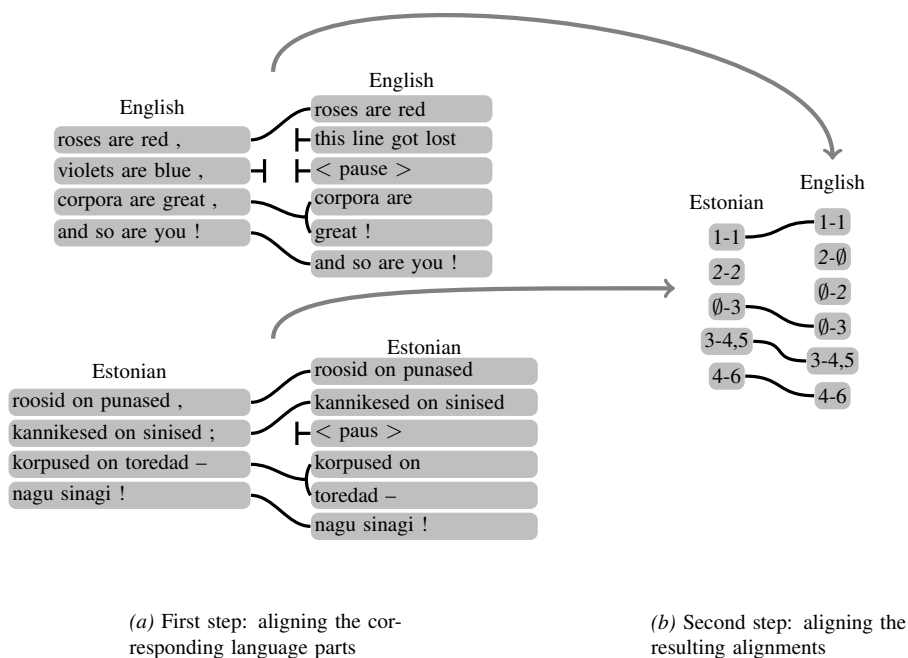 English
roses are red ,
violets are blue ,
corpora are great ,
and so are you !
English
roses are red
this line got lost
< pause >
corpora are
great !
and so are you !
Estonian
roosid on punased ,
kannikesed on sinised ;
korpused on toredad –
nagu sinagi !
Estonian
roosid on punased
kannikesed on sinised
< paus >
korpused on
toredad –
nagu sinagi !
(a) First step: aligning the cor-
responding language parts
Estonian
1-1
2-2
∅-3
3-4,5
4-6
English
1-1
2-∅
∅-2
∅-3
3-4,5
4-6
(b) Second step: aligning the
resulting alignments